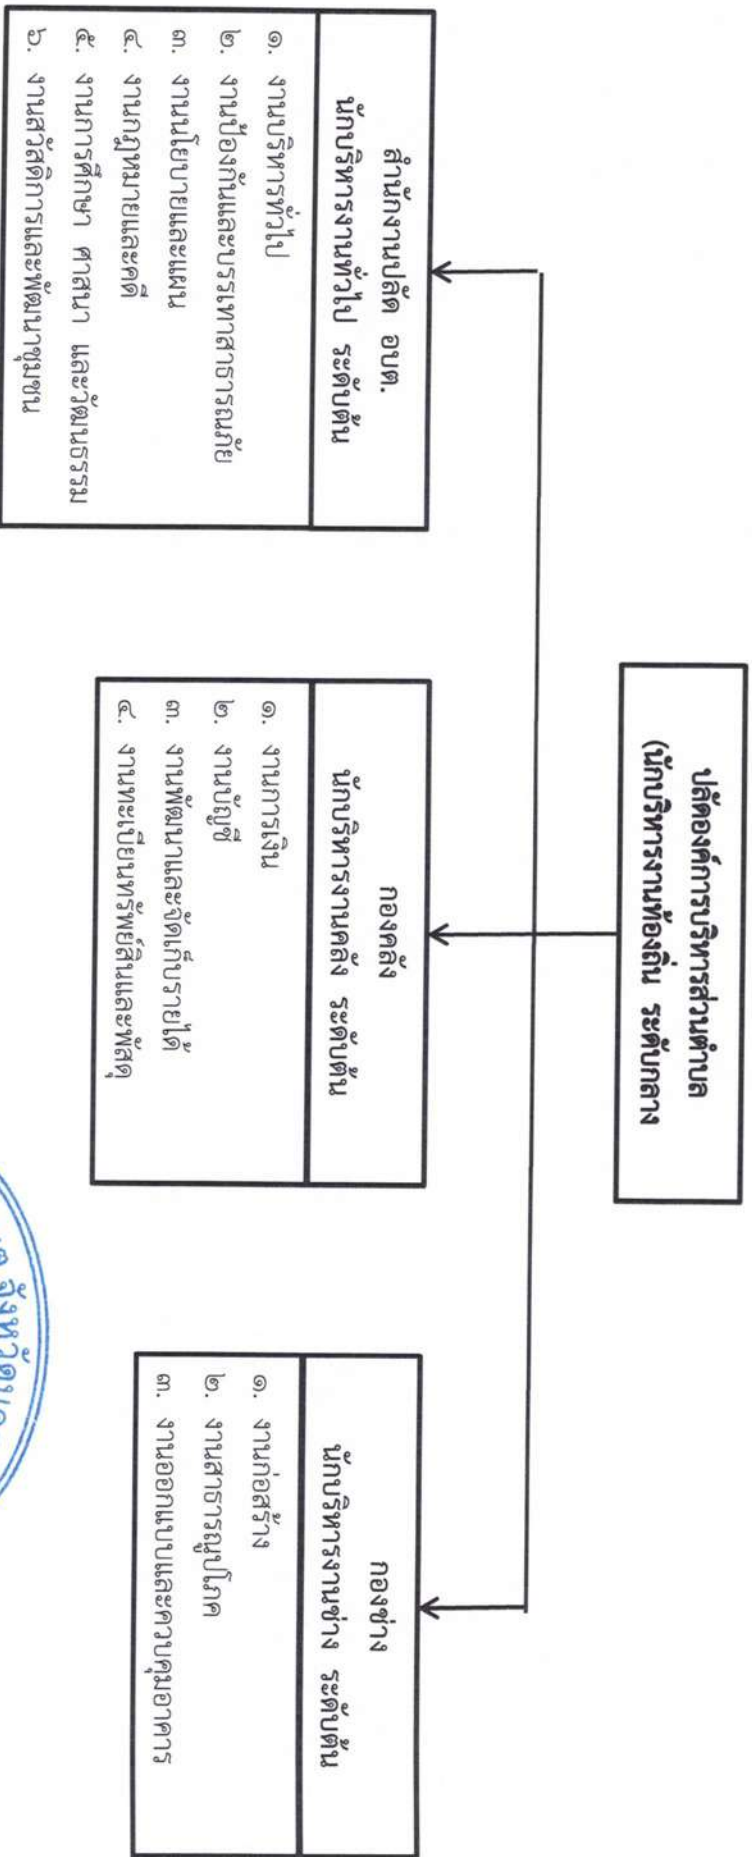 ปลัดองค์การบริหารส่วนตำบล
(นักบริหารงานท้องถิ่น ระดับกลาง
สำนักงานปลัด อบต.
นักบริหารงานทั่วไป ระดับต้น
๑. งานบริหารทั่วไป
๒. งานป้องกันและบรรเทาสาธารณภัย
๓. งานนโยบายและแผน
๔. งานกฎหมายและคดี
๕. งานการศึกษา ศาสนา และวัฒนธรรม
๖. งานสวัสดิการและพัฒนาชุมชน
กองคลัง
นักบริหารงานคลัง ระดับต้น
๑. งานการเงิน
๒. งานบัญชี
๓. งานพัฒนาและจัดเก็บรายได้
๔. งานทะเบียนทรัพย์สินและพัสดุ
กองช่าง
นักบริหารงานช่าง ระดับต้น
๑. งานก่อสร้าง
๒. งานสาธารณูปโภค
๓. งานออกแบบและควบคุมอาคาร